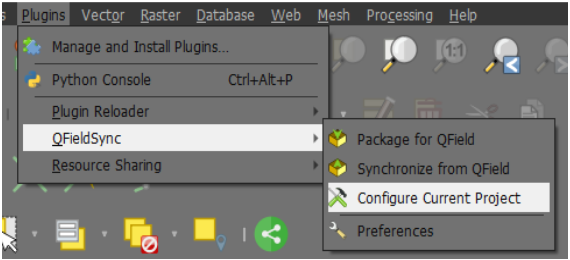 s Plugins Vector Raster Database Web Mesh Processing Help
Manage and Install Plugins...
1:1
Python Console Ctrl+Alt+P
Plugin Reloader
QFieldSync
Package for QField
Resource Sharing
Synchronize from QField
Configure Current Project
Preferences